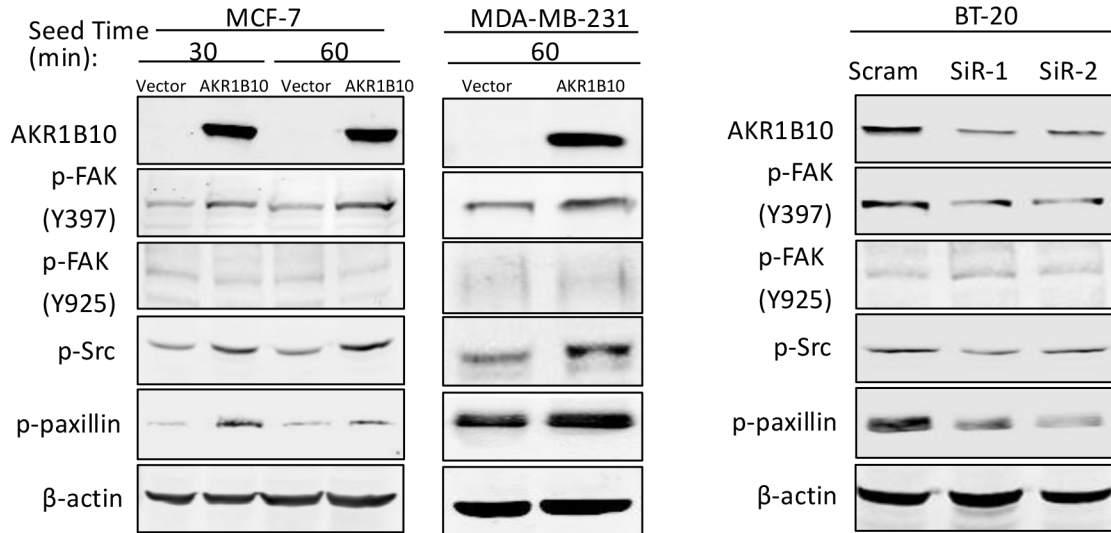 MCF-7
MDA-MB-231
BT-20
Seed Time
(min):
30
60
60
Vector
AKR1B10
Vector
AKR1B10
Vector
AKR1B10
Scram
SiR-1
SiR-2
AKR1B10
p-FAK
(Y397)
p-FAK
(Y925)
p-Src
p-paxillin
β-actin
AKR1B10
p-FAK
(Y397)
p-FAK
(Y925)
p-Src
p-paxillin
β-actin